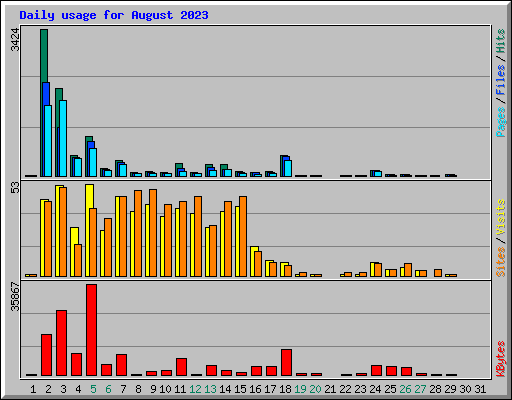 Daily usage for August 2023
3424
Pages / Files / Hits
53
Sites / Visits
35867
KBytes
1 2 3 4 5 6 7 8 9 10 11 12 13 14 15 16 17 18 19 20 21 22 23 24 25 26 27 28 29 30 31